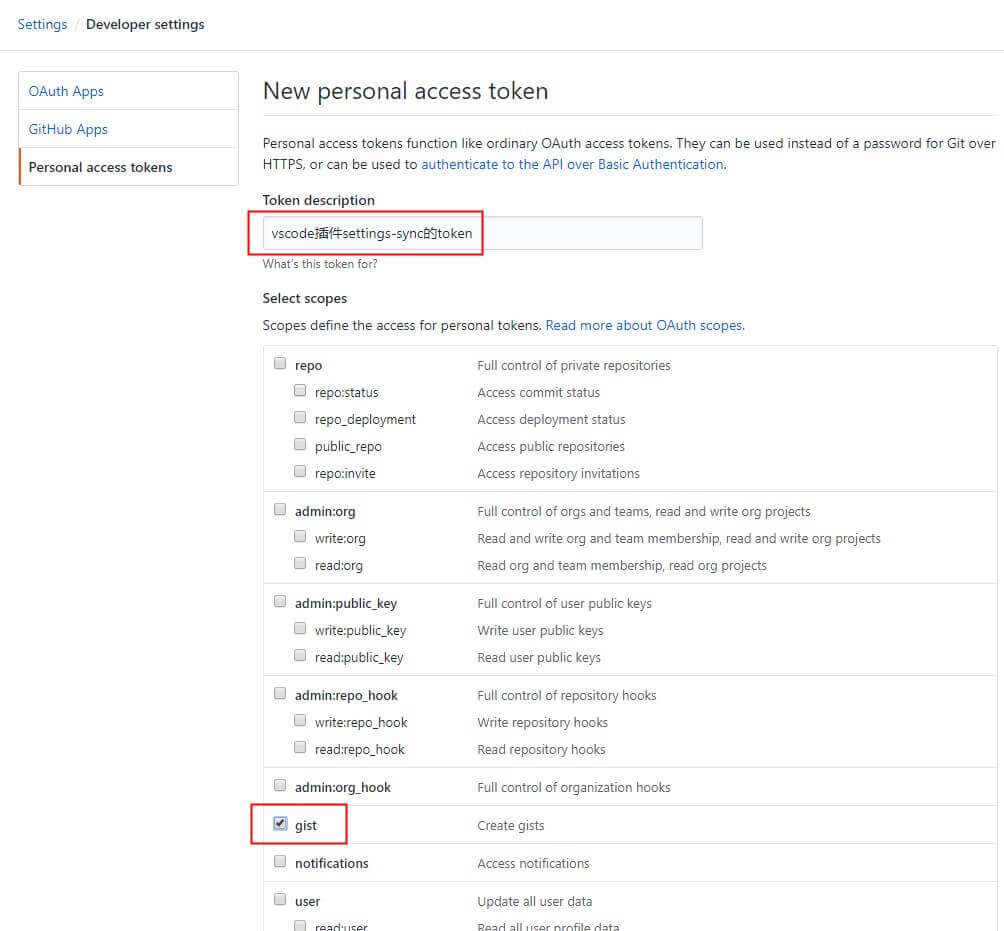 Settings / Developer settings
OAuth Apps
GitHub Apps
Personal access tokens
New personal access token
Personal access tokens function like ordinary OAuth access tokens. They can be used instead of a password for Git over
HTTPS, or can be used to authenticate to the API over Basic Authentication.
Token description
vscode插件settings-sync的token
What's this token for?
Select scopes
Scopes define the access for personal tokens. Read more about OAuth scopes.
repo Full control of private repositories
repo:status Access commit status
repo_deployment Access deployment status
public_repo Access public repositories
repo:invite Access repository invitations
admin:org Full control of orgs and teams, read and write org projects
write:org Read and write org and team membership, read and write org projects
read:org Read org and team membership, read org projects
admin:public_key Full control of user public keys
write:public_key Write user public keys
read:public_key Read user public keys
admin:repo_hook Full control of repository hooks
write:repo_hook Write repository hooks
read:repo_hook Read repository hooks
admin:org_hook Full control of organization hooks
gist Create gists
notifications Access notifications
user Update all user data
read:user Read all user profile data